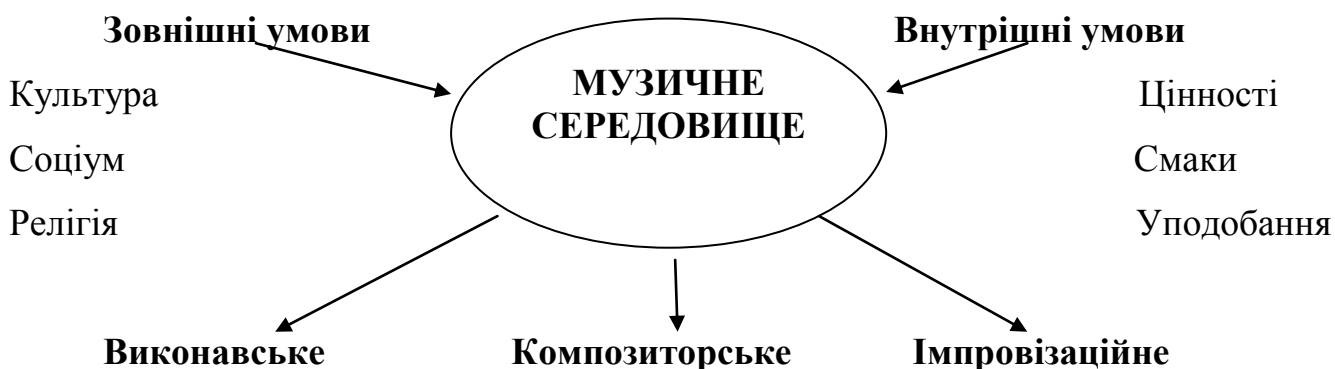 Зовнішні умови
Внутрішні умови
МУЗИЧНЕ
СЕРЕДОВИЩЕ
Культура
Цінності
Соціум
Смаки
Релігія
Уподобання
Виконавське
Композиторське
Імпровізаційне